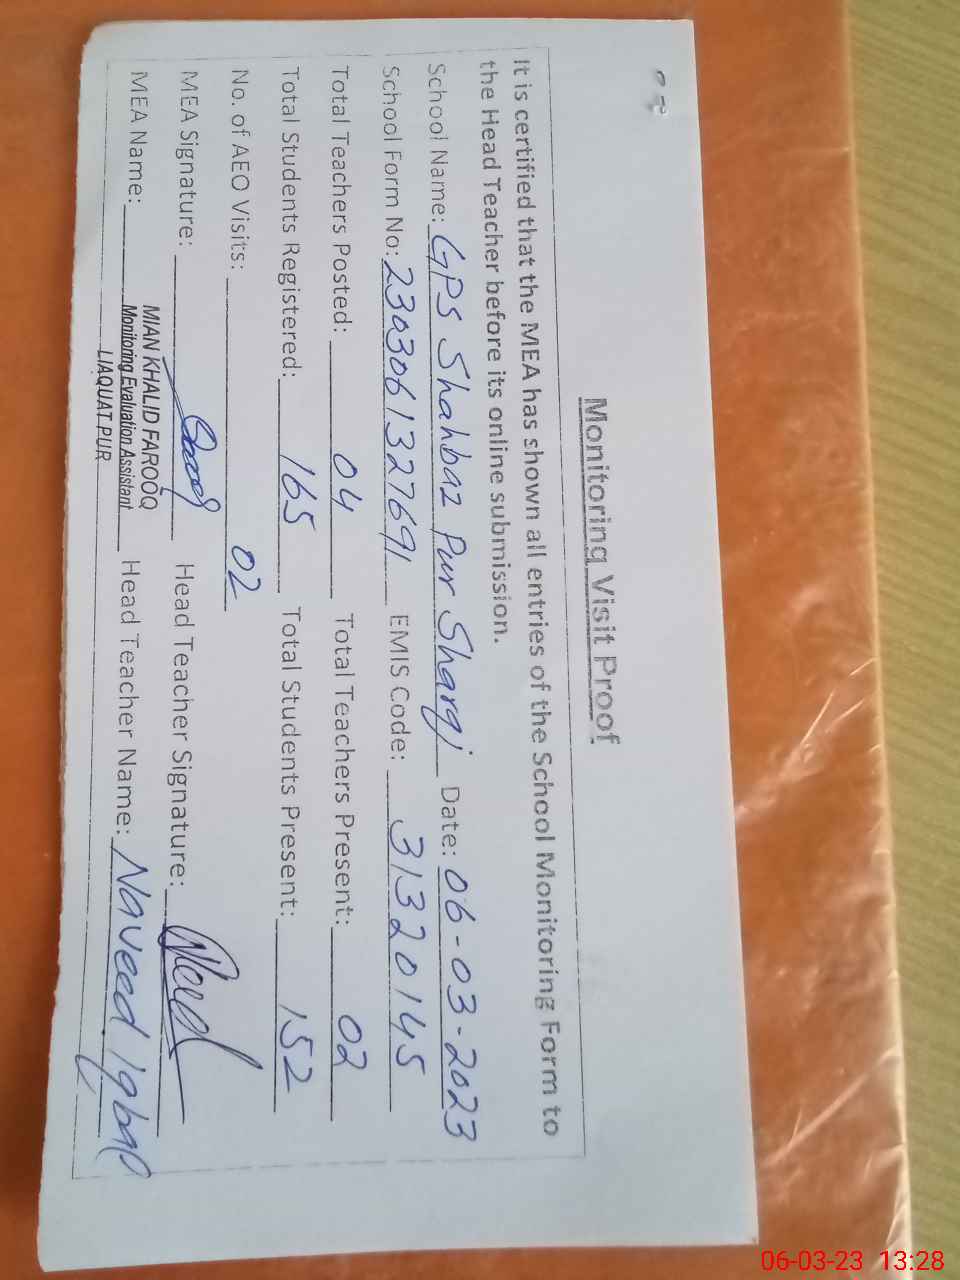 Monitoring Visit Proof
It is certified that the MEA has shown all entries of the School Monitoring Form to
the Head Teacher before its online submission.
School Name: GPS Shahbaz Pur Sharqi Date: 06-03-2023
School Form No: 2303061327691 EMIS Code: 31320145
Total Teachers Posted: 04 Total Teachers Present: 02
Total Students Registered: 165 Total Students Present: 152
No. of AEO Visits: 02
MEA Signature: Head Teacher Signature:
MEA Name: MIAN KHALID FAROOQ Head Teacher Name: Naveed Iqbal
Monitoring Evaluation Assistant
LIAQUAT PUR
06-03-23 13:28